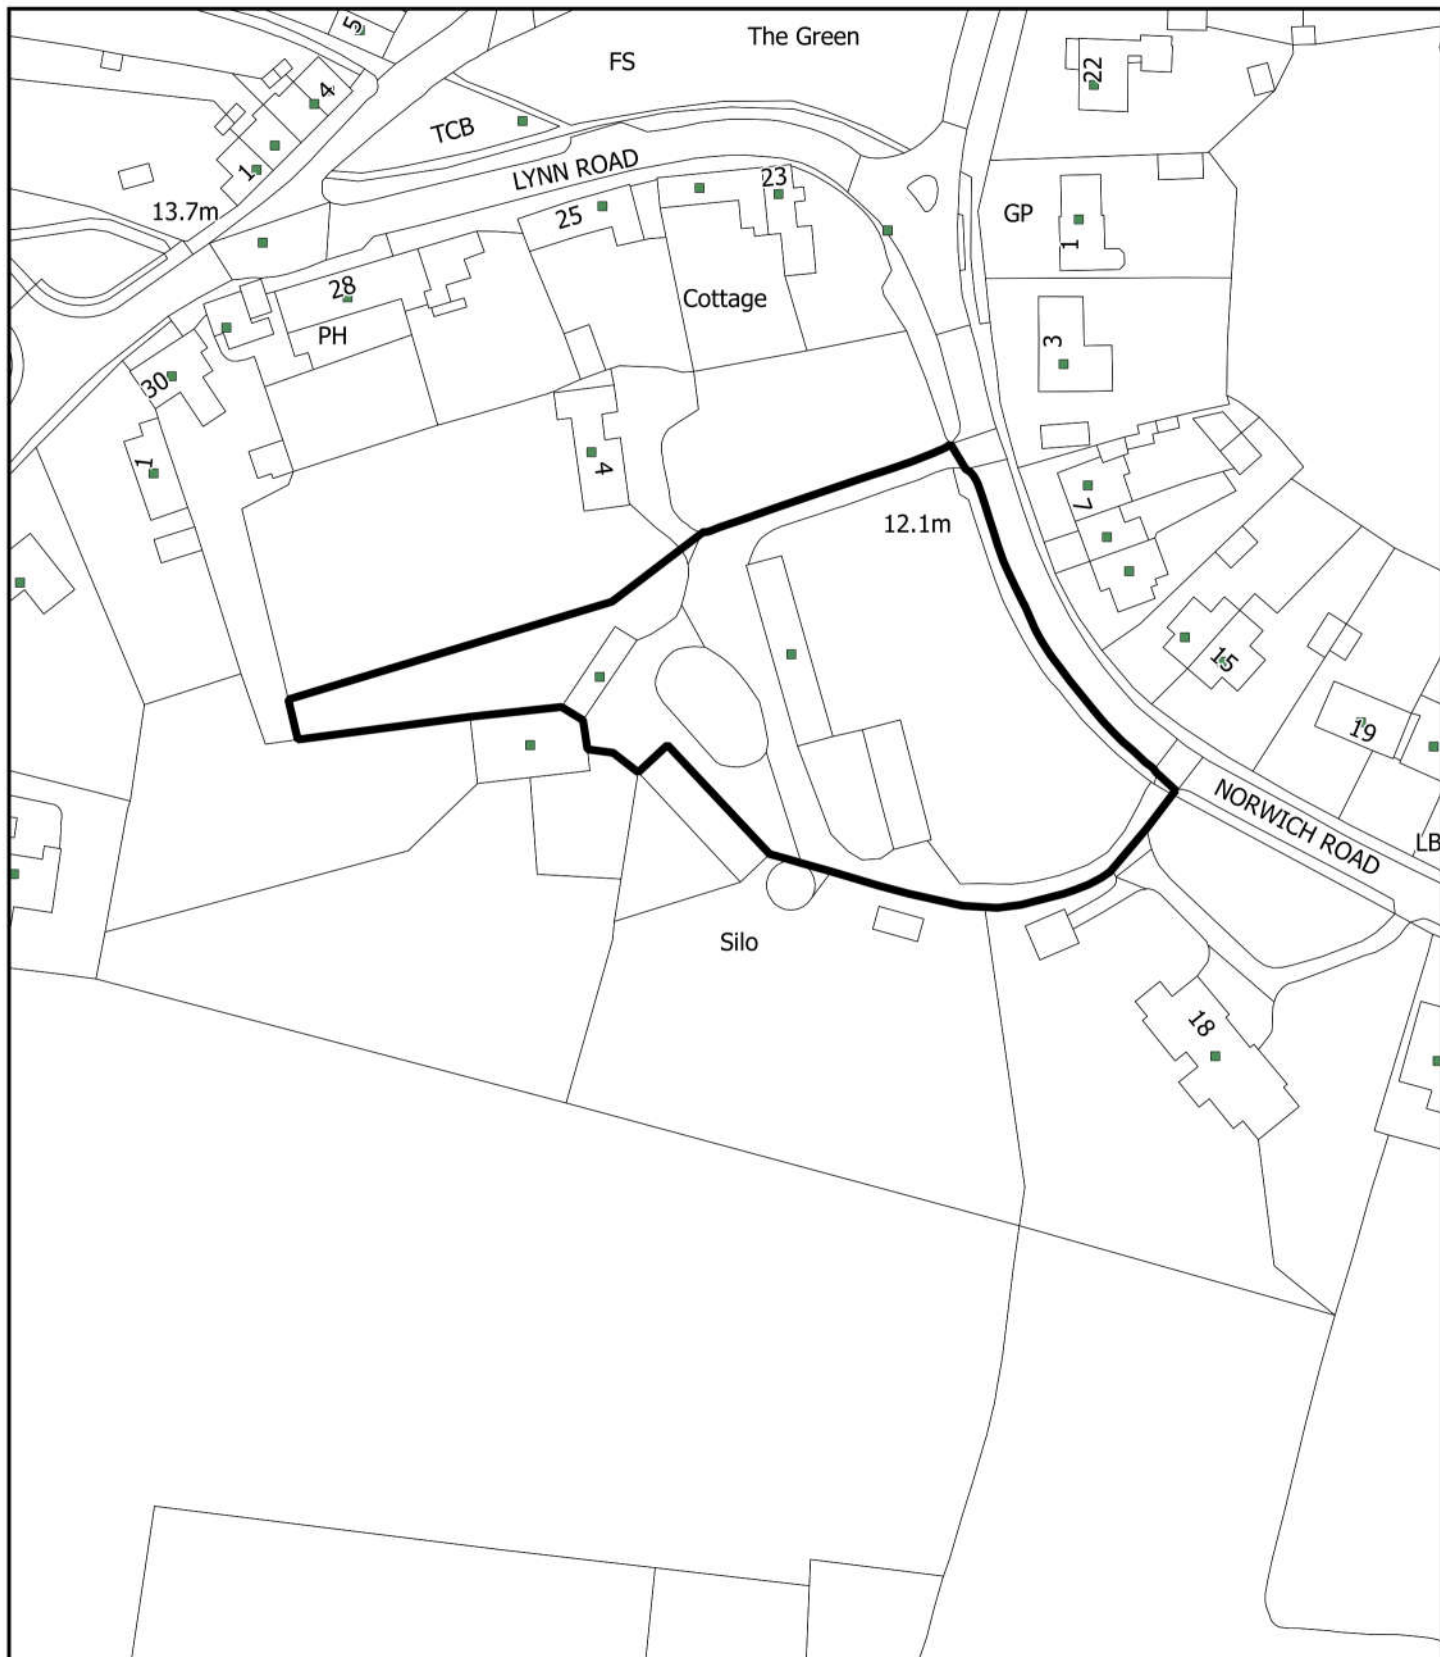 5
The Green
FS
22
4
TCB
LYNN ROAD
1
23
13.7m
25
GP
1
28
Cottage
PH
3
30
1
4
7
12.1m
15
19
NORWICH ROAD
LB
Silo
18